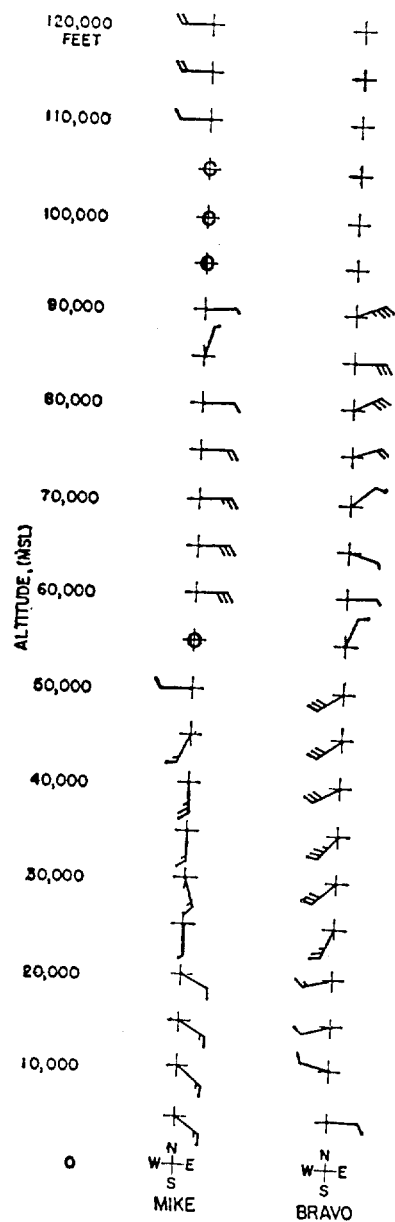 120,000
FEET
110,000
100,000
90,000
80,000
70,000
60,000
50,000
40,000
30,000
20,000
10,000
0
ALTITUDE, (MSL)
N
W E
S
MIKE
N
W E
S
BRAVO